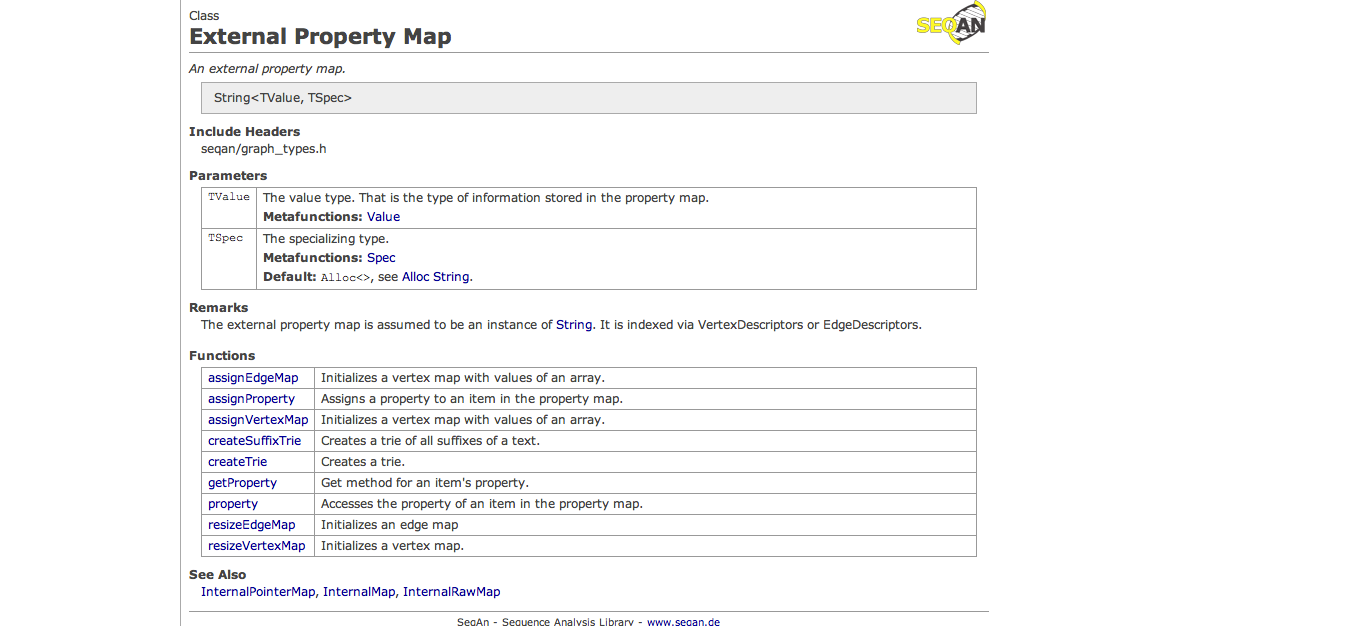 Class
External Property Map
SEQAN
An external property map.
String<TValue, TSpec>
Include Headers
seqan/graph_types.h
Parameters
TValue The value type. That is the type of information stored in the property map.
Metafunctions: Value
TSpec The specializing type.
Metafunctions: Spec
Default: Alloc<>, see Alloc String.
Remarks
The external property map is assumed to be an instance of String. It is indexed via VertexDescriptors or EdgeDescriptors.
Functions
assignEdgeMap Initializes a vertex map with values of an array.
assignProperty Assigns a property to an item in the property map.
assignVertexMap Initializes a vertex map with values of an array.
createSuffixTrie Creates a trie of all suffixes of a text.
createTrie Creates a trie.
getProperty Get method for an item's property.
property Accesses the property of an item in the property map.
resizeEdgeMap Initializes an edge map
resizeVertexMap Initializes a vertex map.
See Also
InternalPointerMap, InternalMap, InternalRawMap
SeqAn - Sequence Analysis Library - www.seqan.de